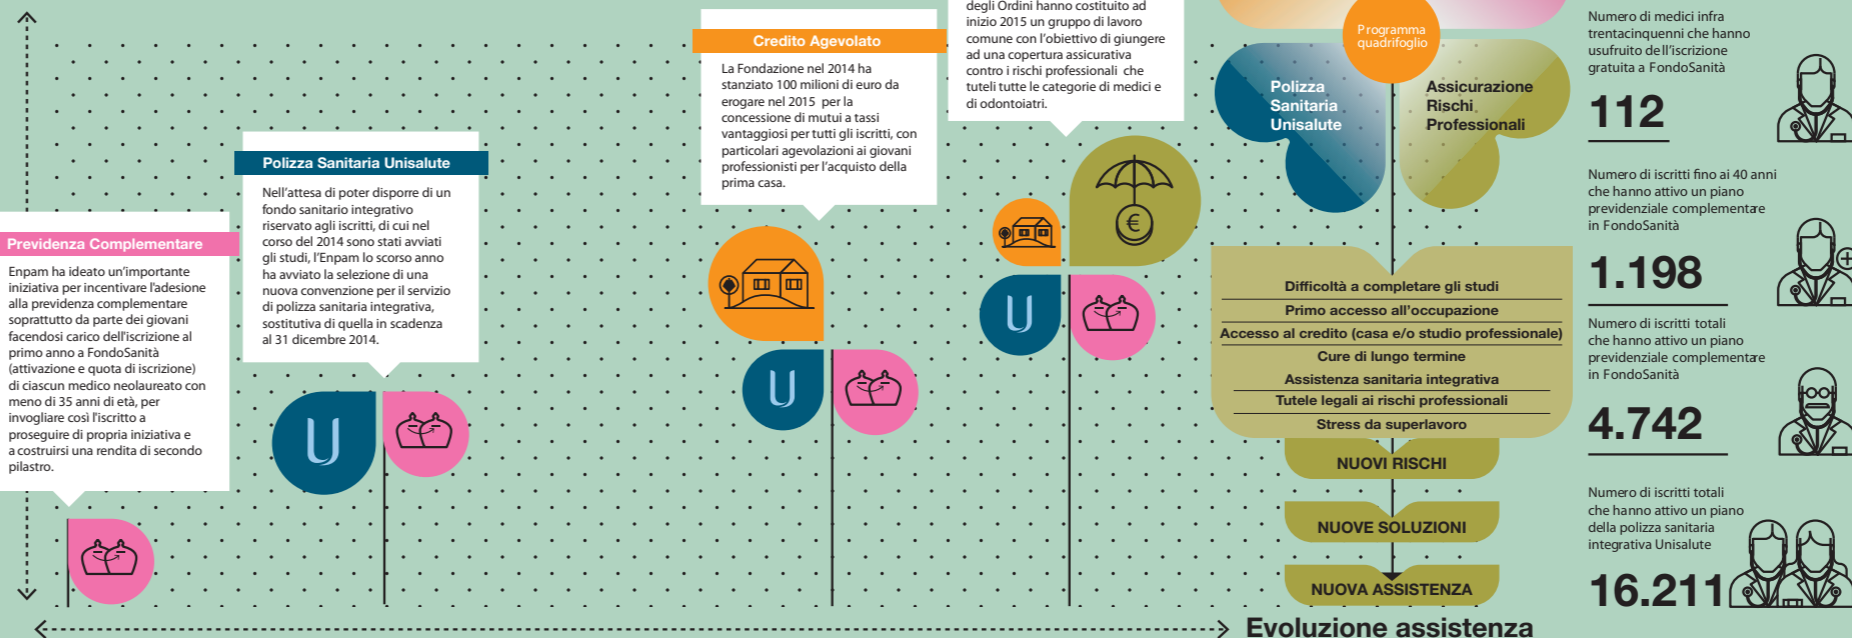 Previdenza Complementare
Enpam ha ideato un'importante
iniziativa per incentivare l'adesione
alla previdenza complementare
soprattutto da parte dei giovani
facendosi carico dell'iscrizione al
primo anno a FondoSanità
(attivazione e quota di iscrizione)
di ciascun medico neolaureato con
meno di 35 anni di età, per
invogliare così l'iscritto a
proseguire di propria iniziativa e
a costruirsi una rendita di secondo
pilastro.
Polizza Sanitaria Unisalute
Nell'attesa di poter disporre di un
fondo sanitario integrativo
riservato agli iscritti, di cui nel
corso del 2014 sono stati avviati
gli studi, l'Enpam lo scorso anno
ha avviato la selezione di una
nuova convenzione per il servizio
di polizza sanitaria integrativa,
sostitutiva di quella in scadenza
al 31 dicembre 2014.
Credito Agevolato
La Fondazione nel 2014 ha
stanziato 100 milioni di euro da
erogare nel 2015 per la
concessione di mutui a tassi
vantaggiosi per tutti gli iscritti, con
particolari agevolazioni ai giovani
professionisti per l'acquisto della
prima casa.
degli Ordini hanno costituito ad
inizio 2015 un gruppo di lavoro
comune con l'obiettivo di giungere
ad una copertura assicurativa
contro i rischi professionali che
tuteli tutte le categorie di medici e
di odontoiatri.
€
U
U
U
Programma
quadrifoglio
Polizza
Sanitaria
Unisalute
Assicurazione
Rischi
Professionali
Difficoltà a completare gli studi
Primo accesso all'occupazione
Accesso al credito (casa e/o studio professionale)
Cure di lungo termine
Assistenza sanitaria integrativa
Tutele legali ai rischi professionali
Stress da superlavoro
NUOVI RISCHI
NUOVE SOLUZIONI
NUOVA ASSISTENZA
Evoluzione assistenza
Numero di medici infra
trentacinquenni che hanno
usufruito dell'iscrizione
gratuita a FondoSanità
112
Numero di iscritti fino ai 40 anni
che hanno attivo un piano
previdenziale complementare
in FondoSanità
1.198
Numero di iscritti totali
che hanno attivo un piano
previdenziale complementare
in FondoSanità
4.742
Numero di iscritti totali
che hanno attivo un piano
della polizza sanitaria
integrativa Unisalute
16.211